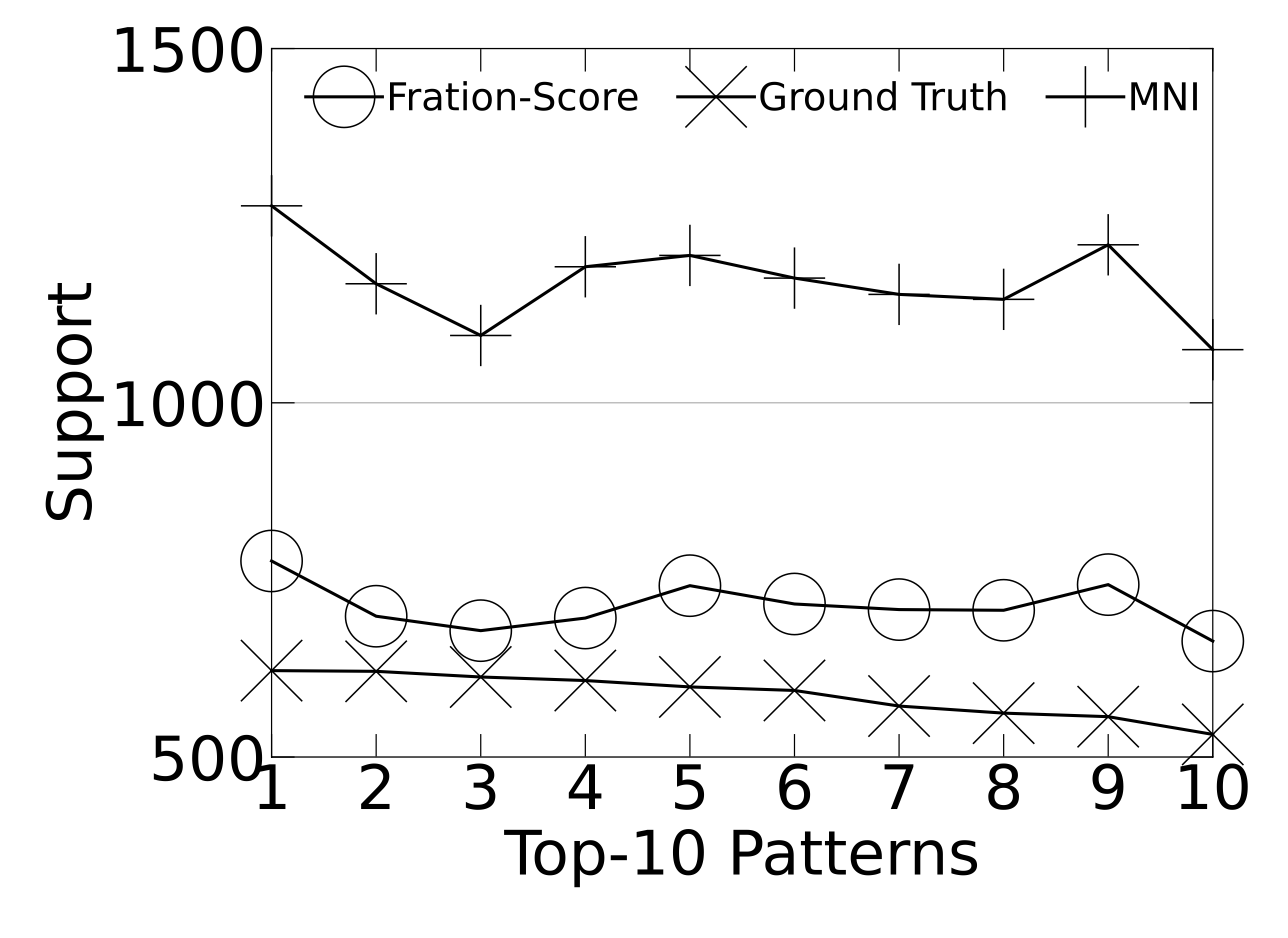 1500
Fration-Score Ground Truth MNI
Support
1000
500
1 2 3 4 5 6 7 8 9 10
Top-10 Patterns